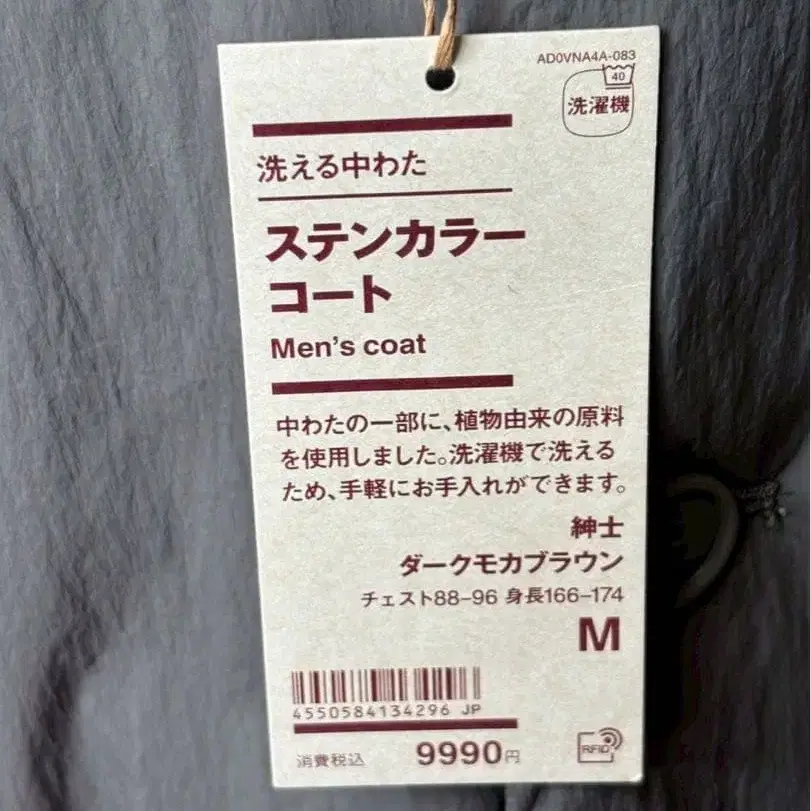 AD0VNA4A-083
40
洗濯機
洗える中わた
ステンカラー
コート
Men's coat
中わたの一部に、植物由来の原料
を使用しました。洗濯機で洗える
ため、手軽にお手入れができます。
紳士
ダークモカブラウン
チェスト88-96 身長166-174
M
4550584134296 JP
消費税込 9990円
RFID